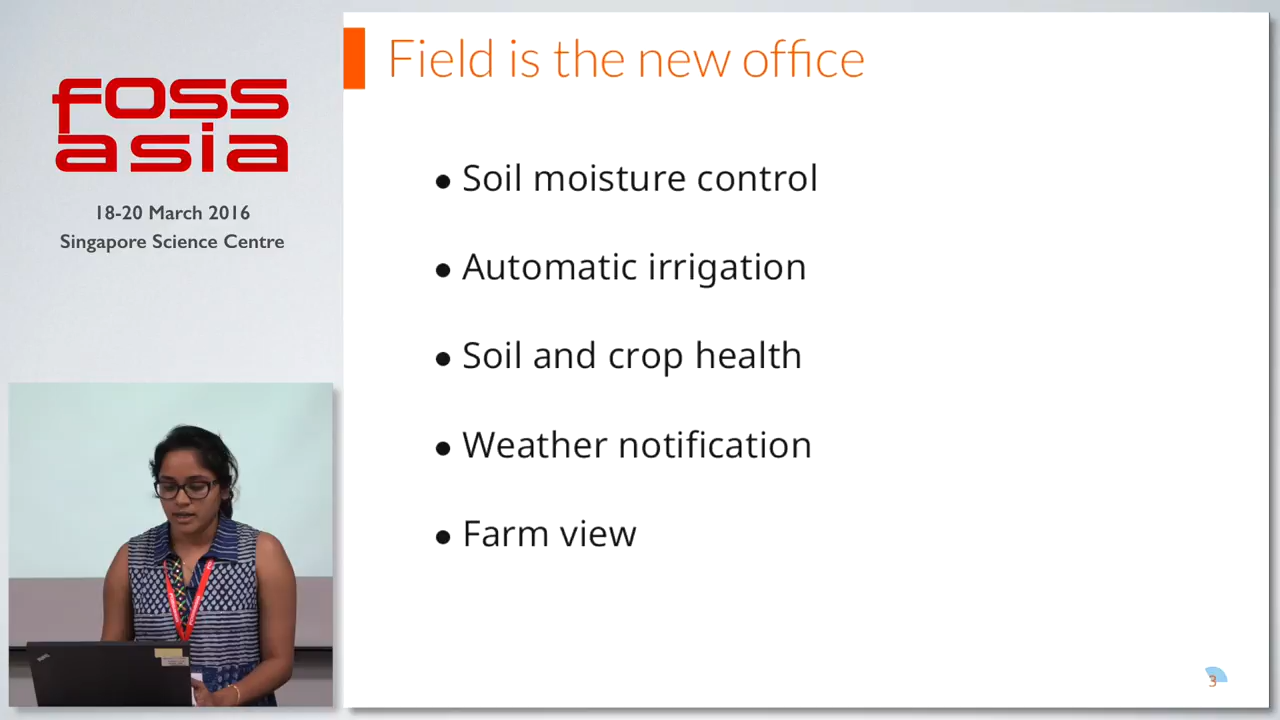 foss
asia
18-20 March 2016
Singapore Science Centre
Field is the new office
● Soil moisture control
● Automatic irrigation
● Soil and crop health
● Weather notification
● Farm view
3